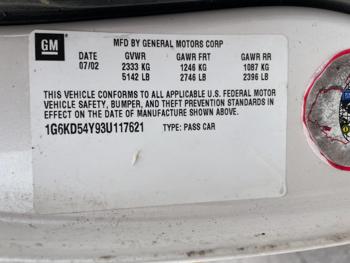 GM
MFD BY GENERAL MOTORS CORP
DATE GVWR GAWR FRT GAWR RR
07/02 2333 KG 1246 KG 1087 KG
5142 LB 2746 LB 2396 LB
THIS VEHICLE CONFORMS TO ALL APPLICABLE U.S. FEDERAL MOTOR
VEHICLE SAFETY, BUMPER, AND THEFT PREVENTION STANDARDS IN
EFFECT ON THE DATE OF MANUFACTURE SHOWN ABOVE.
1G6KD54Y93U117621 TYPE: PASS CAR